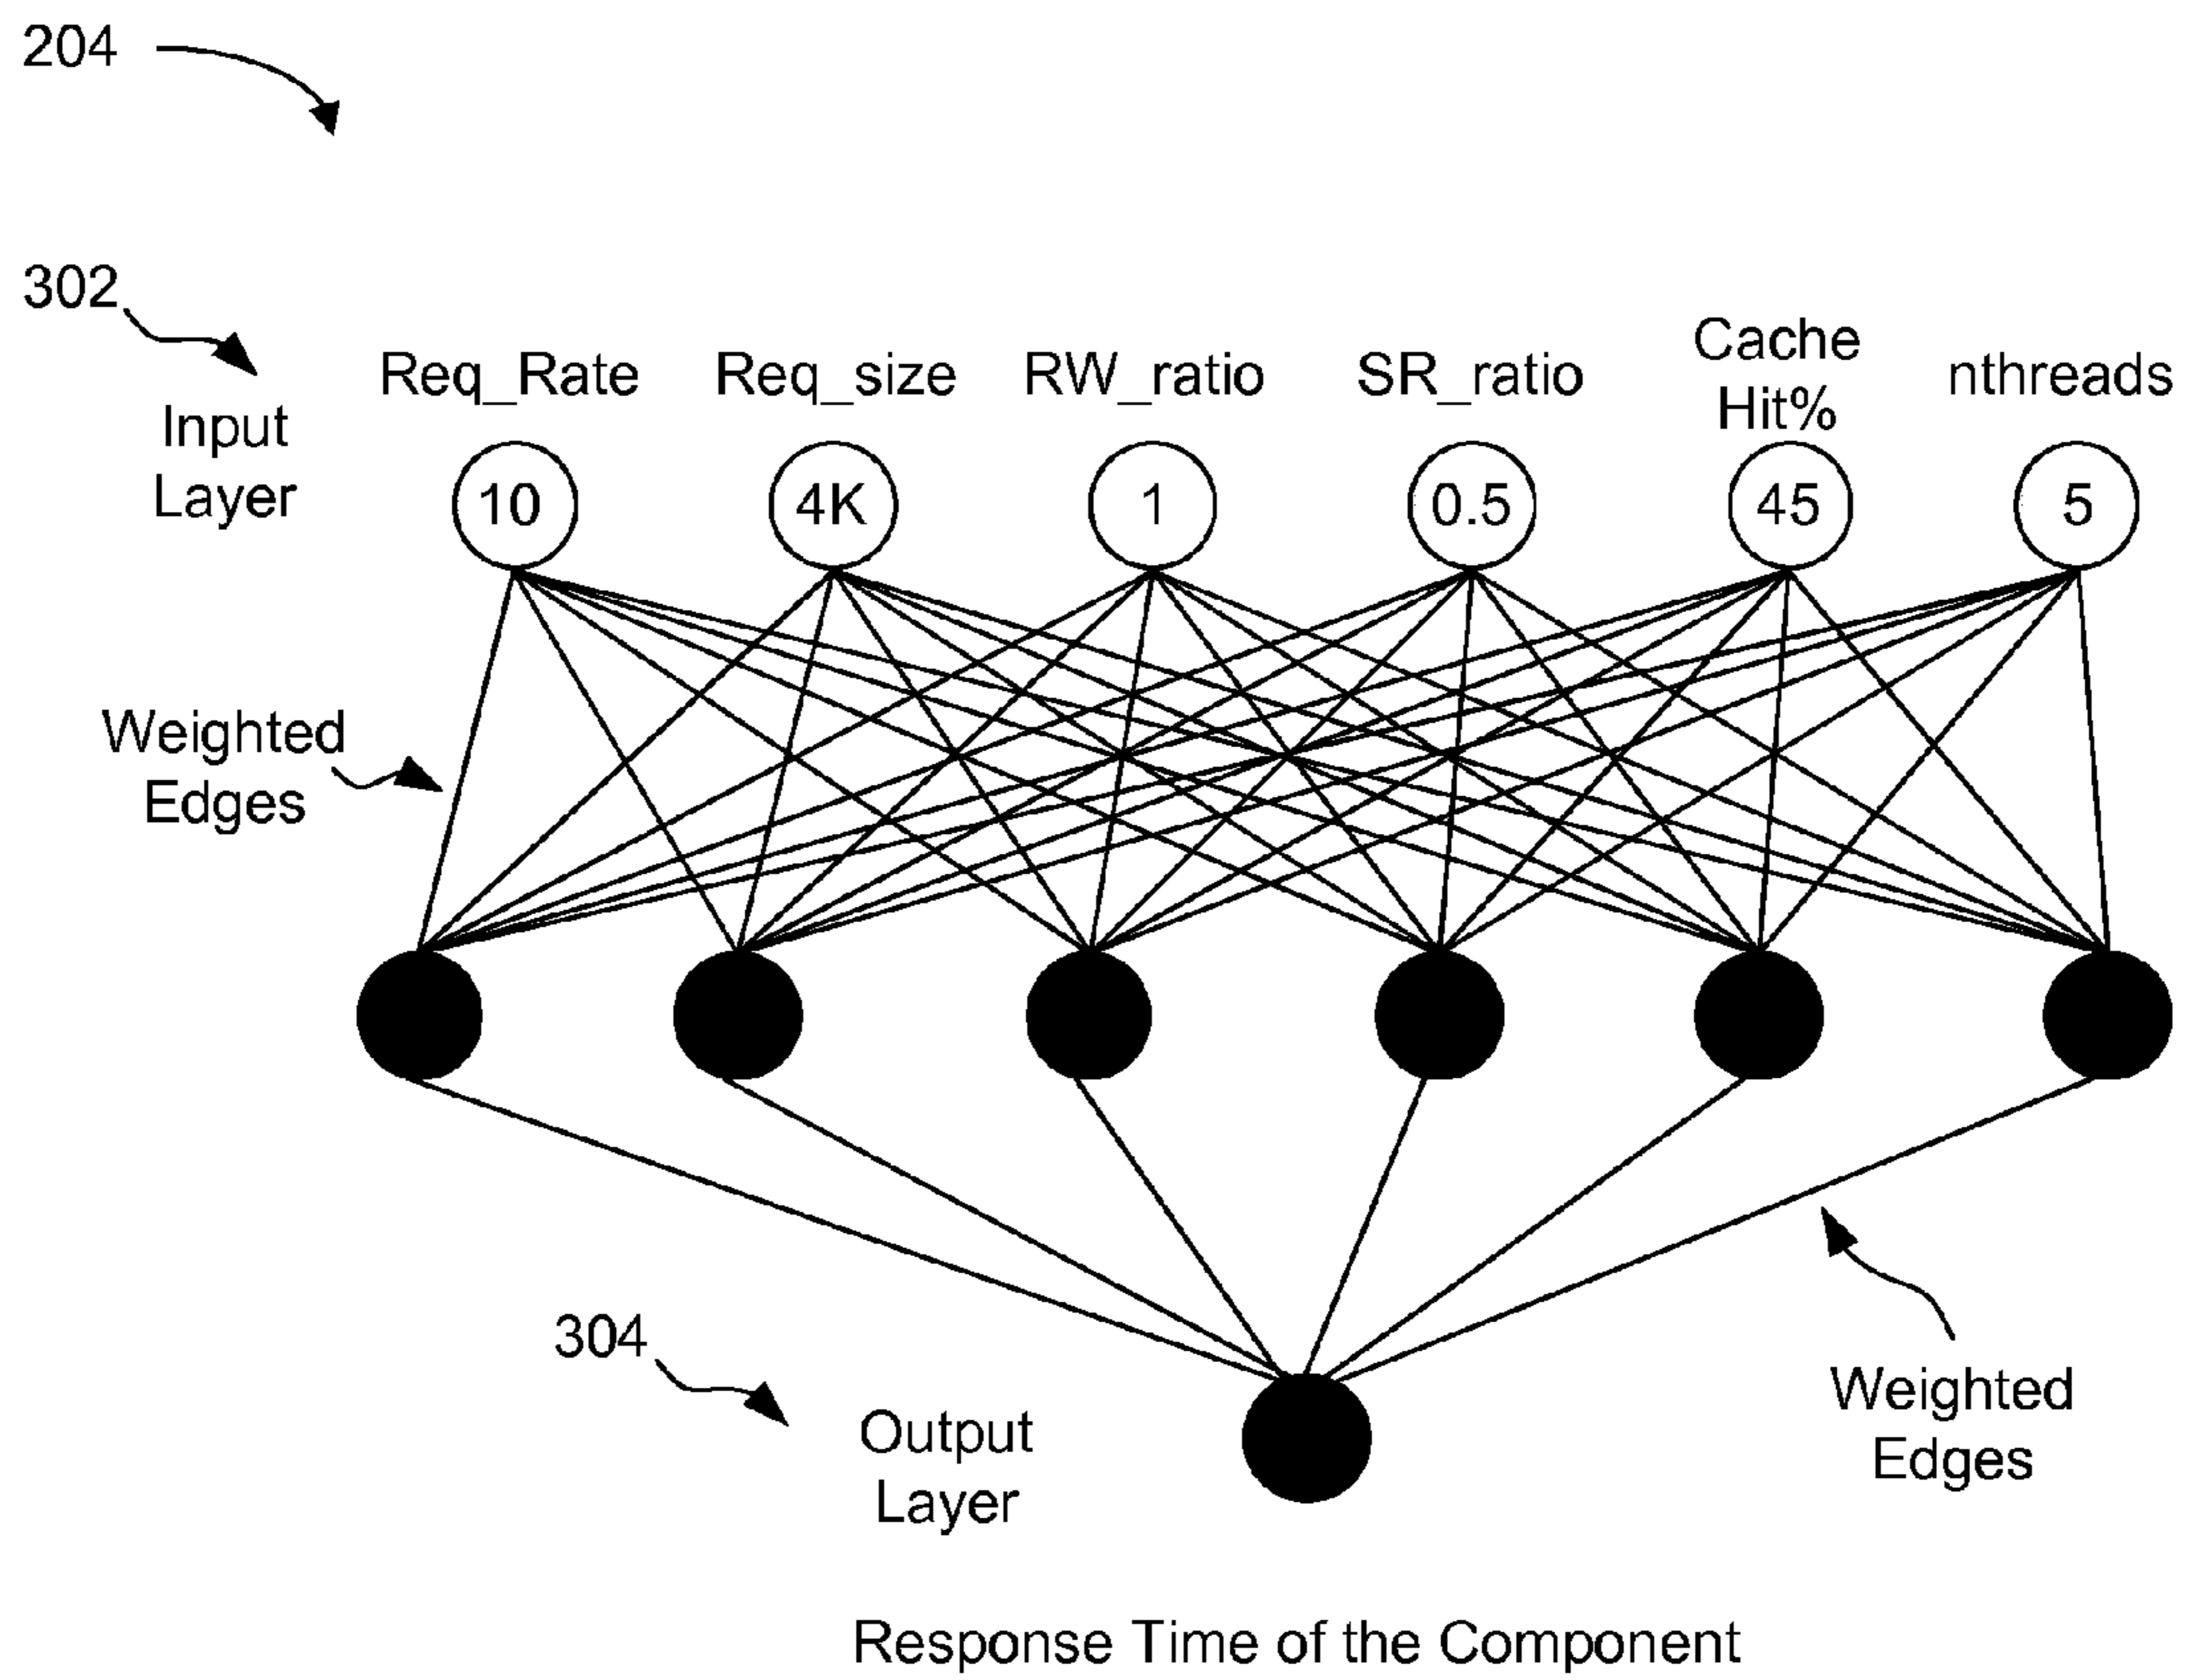 204
302
Input
Layer
Req_Rate
Req_size
RW_ratio
SR_ratio
Cache
Hit%
nthreads
10
4K
1
0.5
45
5
Weighted
Edges
304
Output
Layer
Weighted
Edges
Response Time of the Component